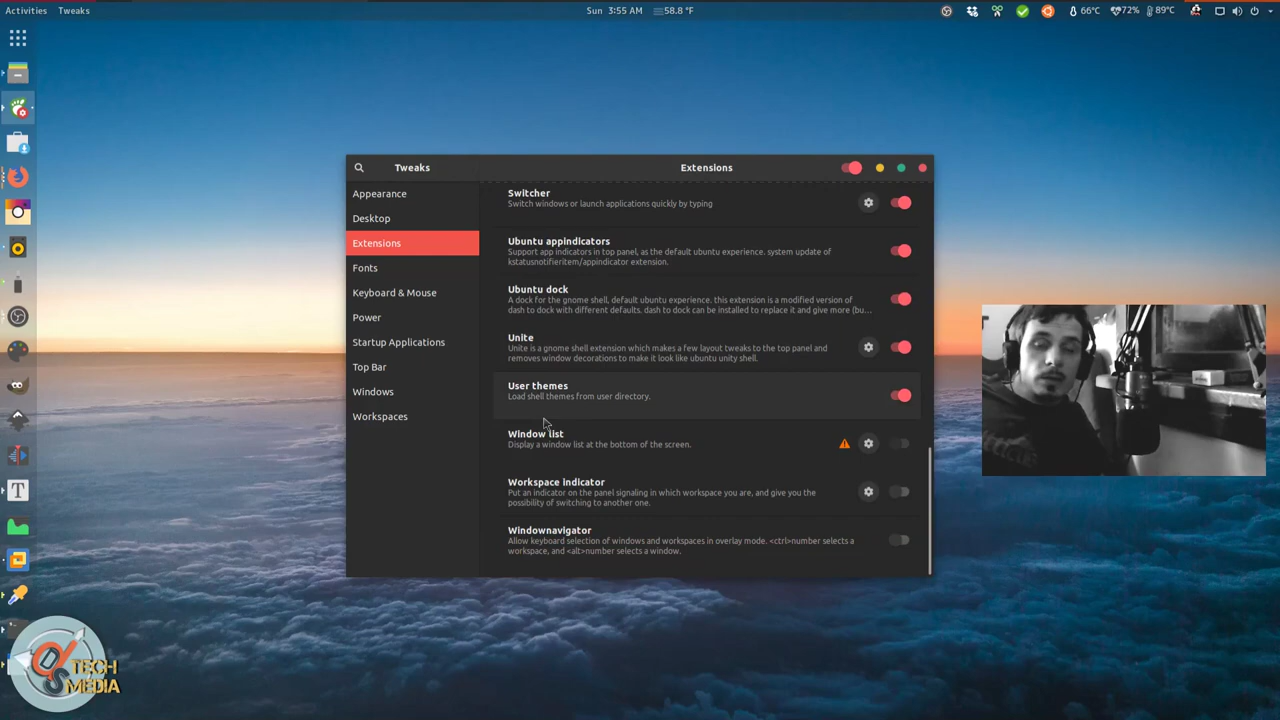 Activities Tweaks Sun 3:55 AM 58.8 °F 66°C 72% 89°C
Tweaks Extensions
Appearance
Desktop
Extensions
Fonts
Keyboard & Mouse
Power
Startup Applications
Top Bar
Windows
Workspaces
Switcher
Switch windows or launch applications quickly by typing
Ubuntu appindicators
Support app indicators in top panel, as the default ubuntu experience. system update of
kstatusnotifieritem/appindicator extension.
Ubuntu dock
A dock for the gnome shell, default ubuntu experience. this extension is a modified version of
dash to dock with different defaults. dash to dock can be installed to replace it and give more (bu...
Unite
Unite is a gnome shell extension which makes a few layout tweaks to the top panel and
removes window decorations to make it look like ubuntu unity shell.
User themes
Load shell themes from user directory.
Window list
Display a window list at the bottom of the screen.
Workspace indicator
Put an indicator on the panel signaling in which workspace you are, and give you the
possibility of switching to another one.
Windownavigator
Allow keyboard selection of windows and workspaces in overlay mode. <ctrl>number selects a
workspace, and <alt>number selects a window.
T
TECH
MEDIA